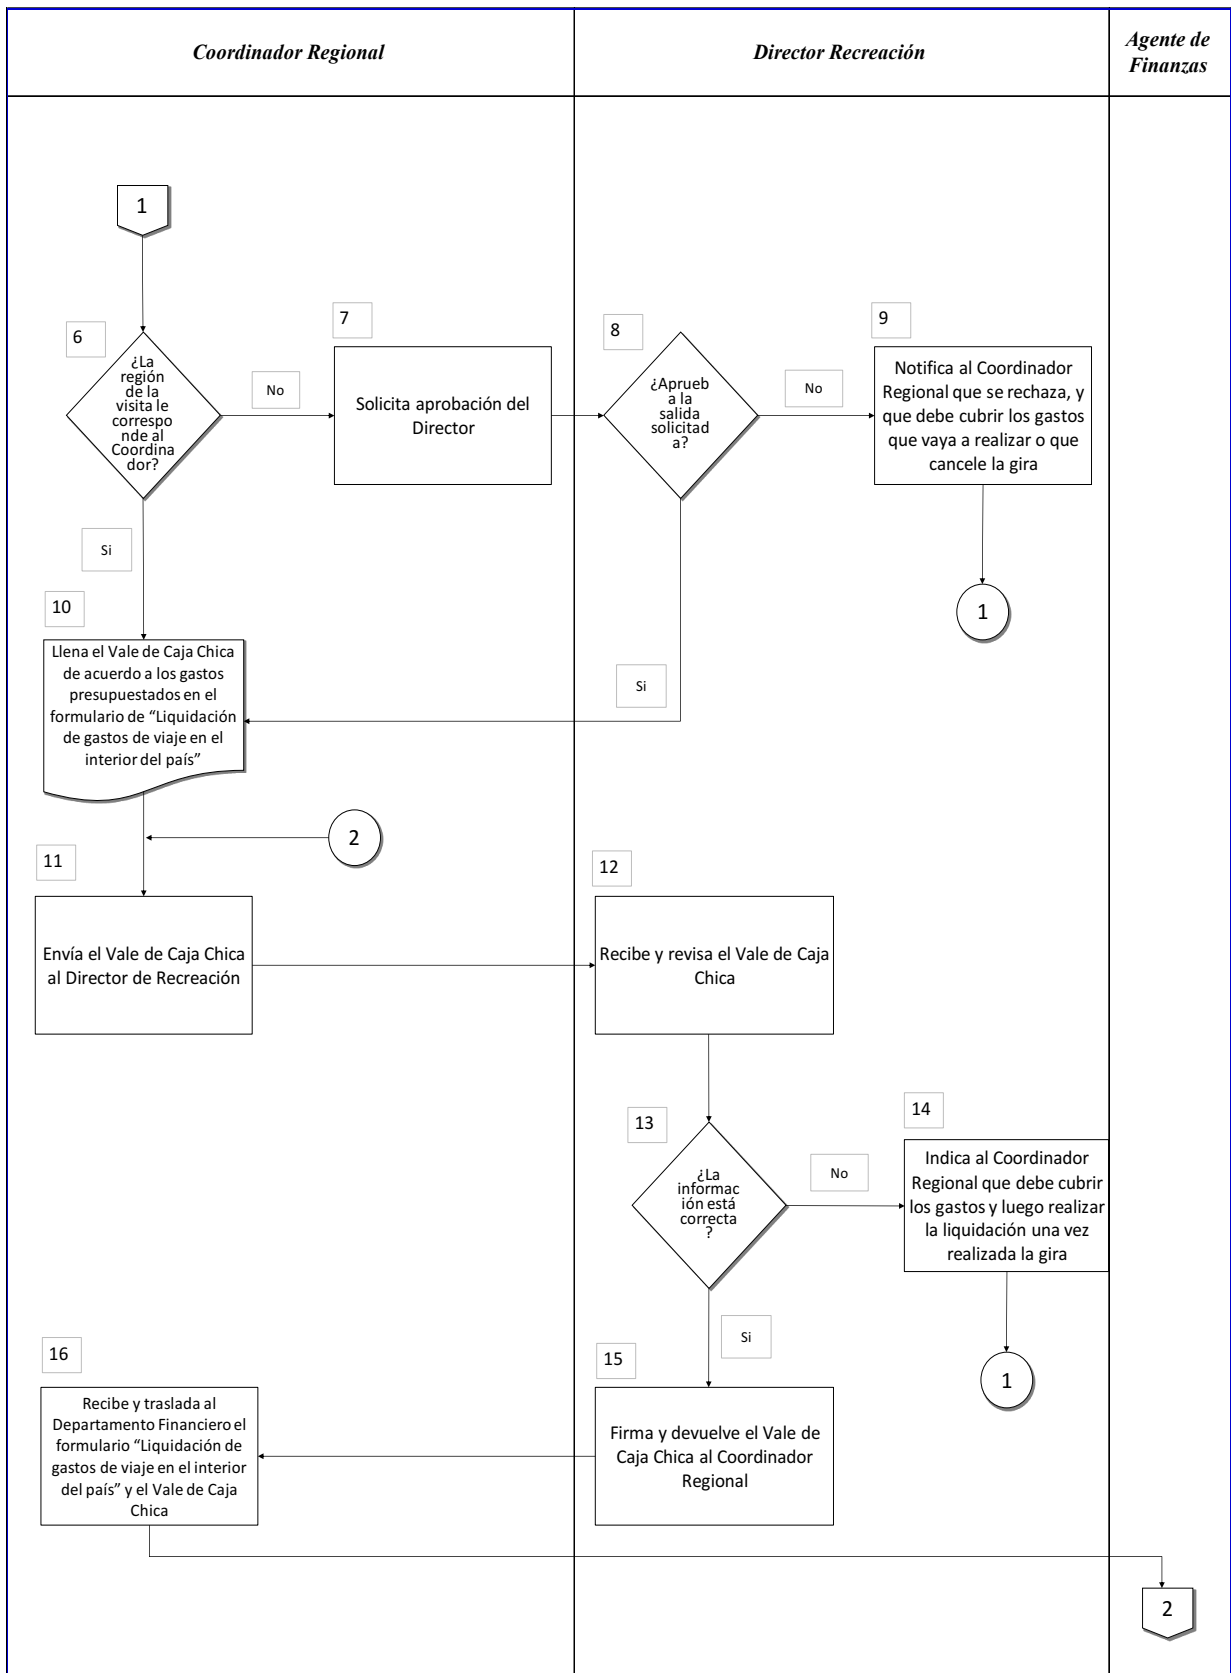 Coordinador Regional
Director Recreación
Agente de
Finanzas
1
6
¿La
región
de la
visita le
correspo
nde al
Coordina
dor?
No
7
Solicita aprobación del
Director
8
¿Aprueb
a la
salida
solicitad
a?
No
9
Notifica al Coordinador
Regional que se rechaza, y
que debe cubrir los gastos
que vaya a realizar o que
cancele la gira
1
Si
Si
10
Llena el Vale de Caja Chica
de acuerdo a los gastos
presupuestados en el
formulario de “Liquidación
de gastos de viaje en el
interior del país”
2
11
Envía el Vale de Caja Chica
al Director de Recreación
12
Recibe y revisa el Vale de Caja
Chica
13
¿La
informac
ión está
correcta
?
No
14
Indica al Coordinador
Regional que debe cubrir
los gastos y luego realizar
la liquidación una vez
realizada la gira
1
Si
15
Firma y devuelve el Vale de
Caja Chica al Coordinador
Regional
16
Recibe y traslada al
Departamento Financiero el
formulario “Liquidación de
gastos de viaje en el interior
del país” y el Vale de Caja
Chica
2